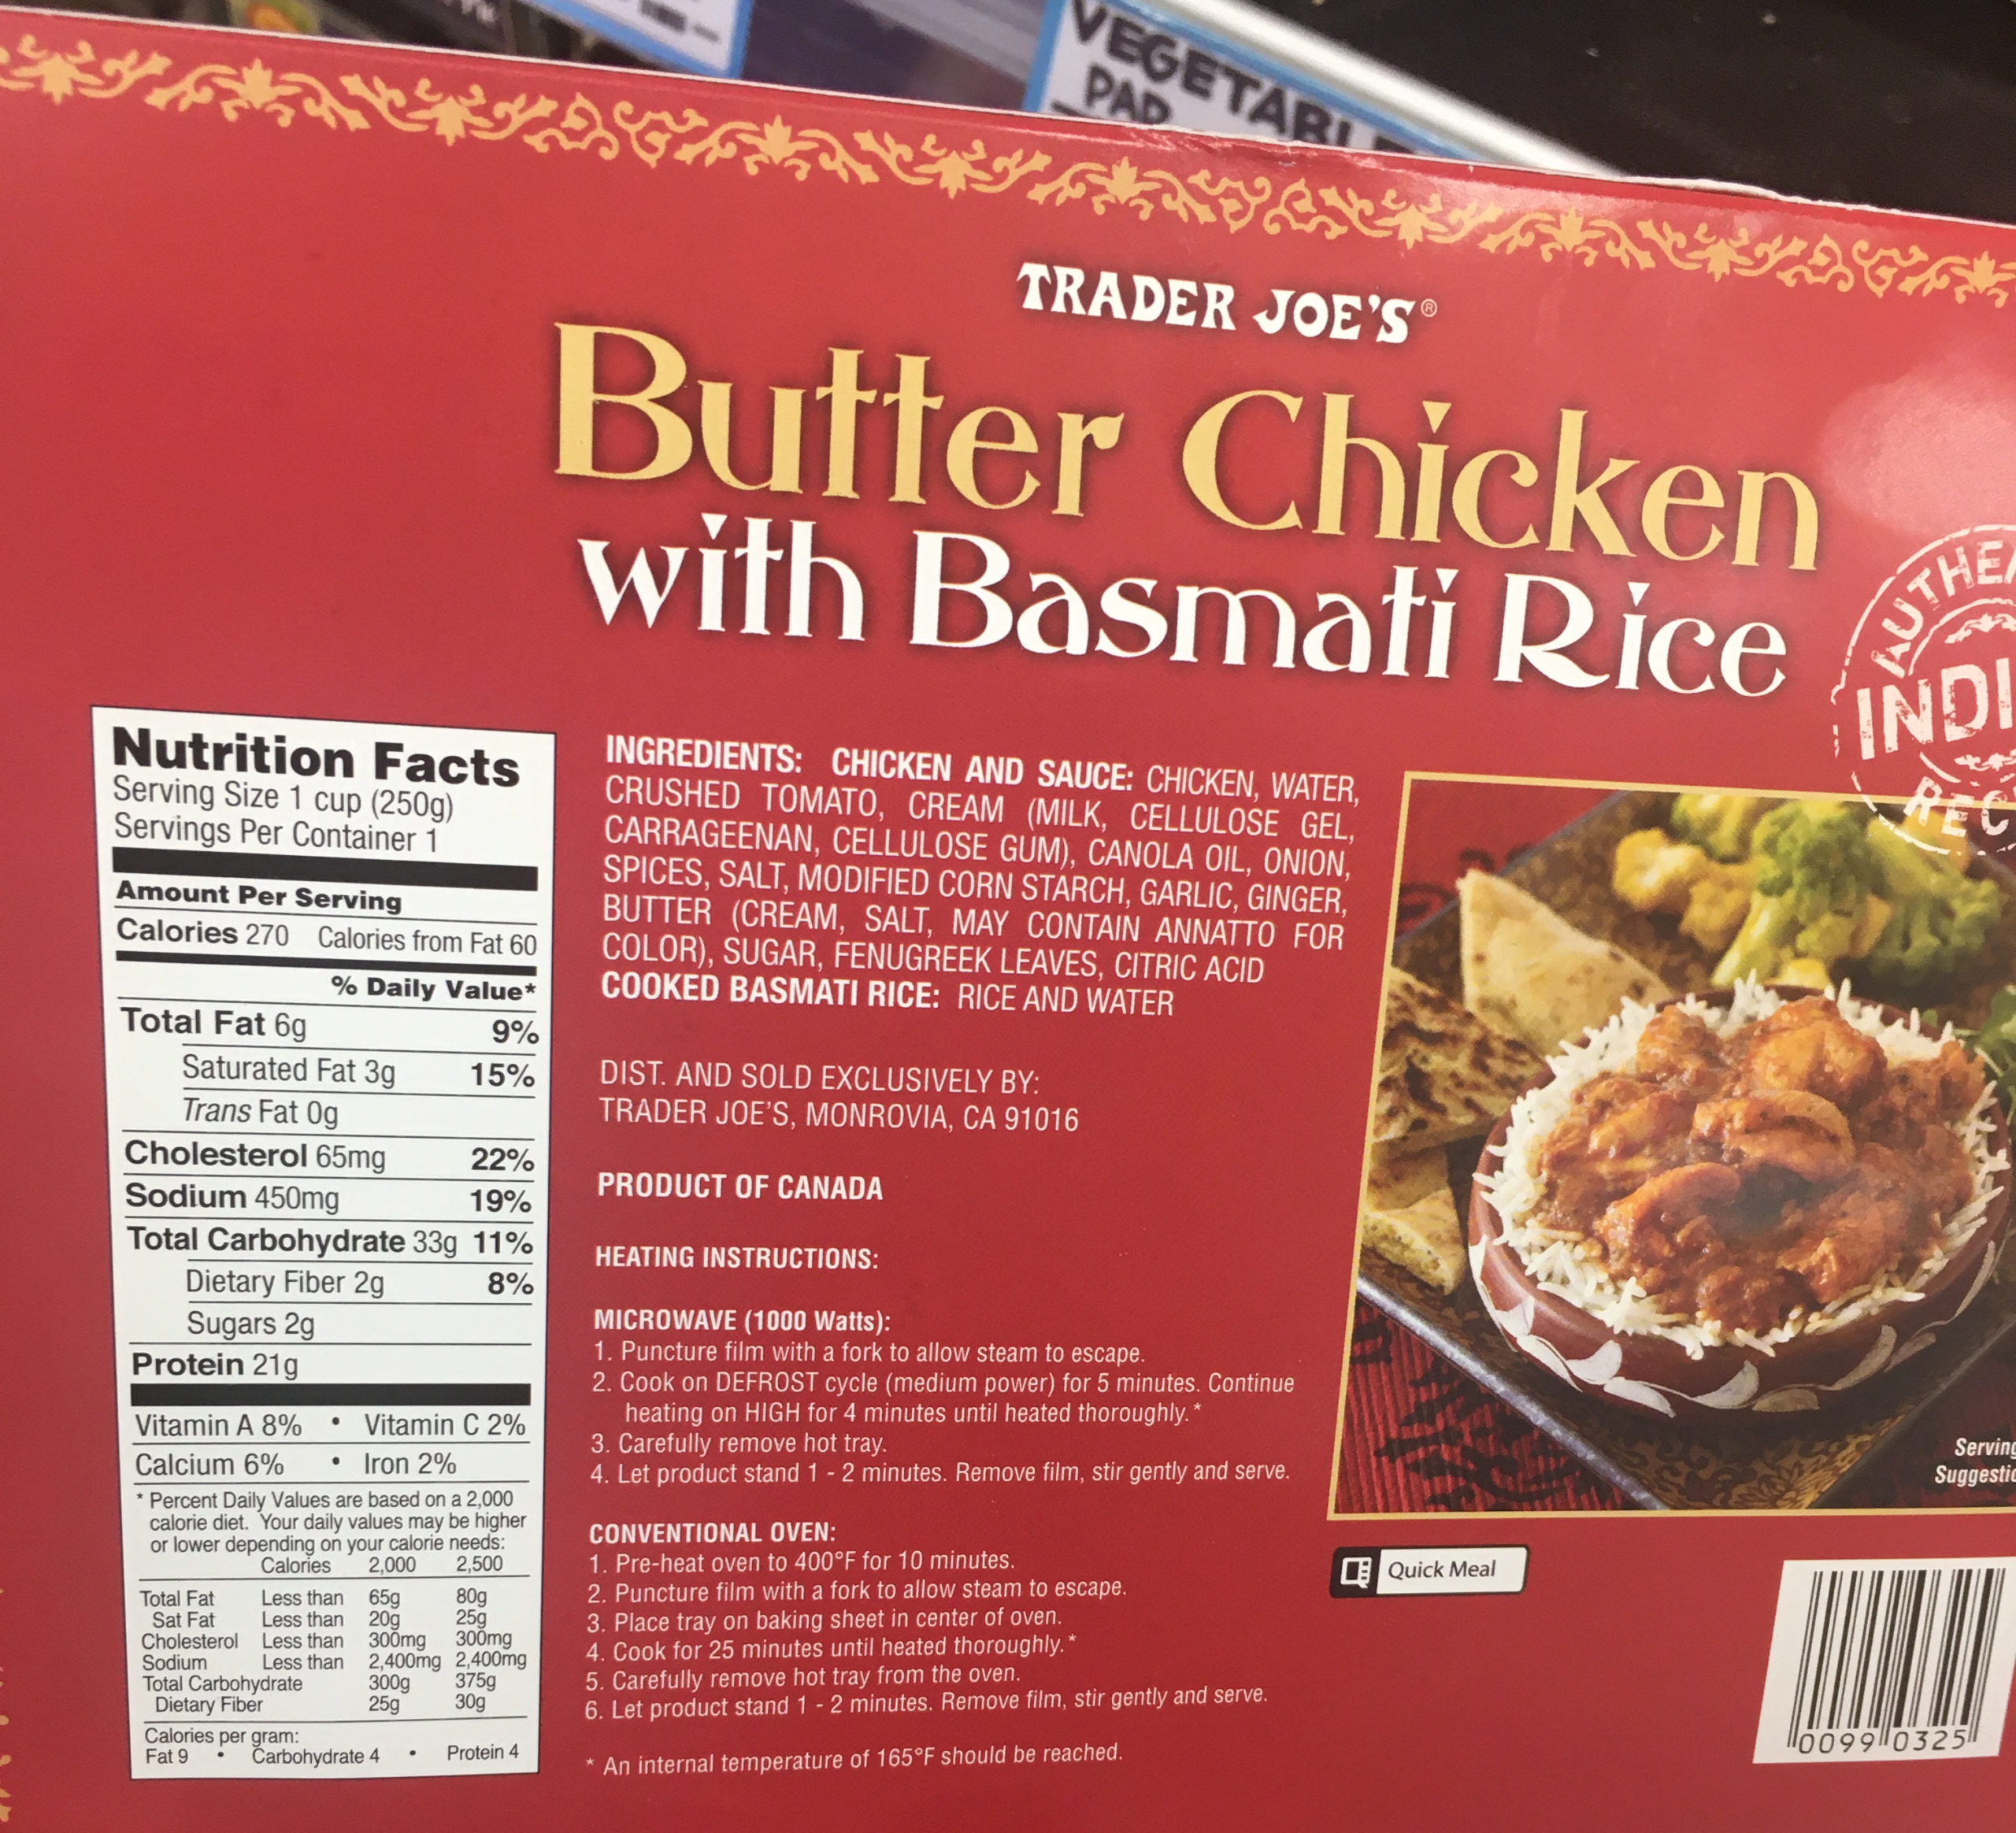 VEGETABL
PAD
TRADER JOE'S®
Butter Chicken
with Basmati Rice
AUTHE
INDI
REC
Nutrition Facts
Serving Size 1 cup (250g)
Servings Per Container 1
Amount Per Serving
Calories 270 Calories from Fat 60
% Daily Value*
Total Fat 6g 9%
Saturated Fat 3g 15%
Trans Fat 0g
Cholesterol 65mg 22%
Sodium 450mg 19%
Total Carbohydrate 33g 11%
Dietary Fiber 2g 8%
Sugars 2g
Protein 21g
Vitamin A 8% • Vitamin C 2%
Calcium 6% • Iron 2%
* Percent Daily Values are based on a 2,000
calorie diet. Your daily values may be higher
or lower depending on your calorie needs:
Calories 2,000 2,500
Total Fat Less than 65g 80g
Sat Fat Less than 20g 25g
Cholesterol Less than 300mg 300mg
Sodium Less than 2,400mg 2,400mg
Total Carbohydrate 300g 375g
Dietary Fiber 25g 30g
Calories per gram:
Fat 9 • Carbohydrate 4 • Protein 4
INGREDIENTS: CHICKEN AND SAUCE: CHICKEN, WATER,
CRUSHED TOMATO, CREAM (MILK, CELLULOSE GEL,
CARRAGEENAN, CELLULOSE GUM), CANOLA OIL, ONION,
SPICES, SALT, MODIFIED CORN STARCH, GARLIC, GINGER,
BUTTER (CREAM, SALT, MAY CONTAIN ANNATTO FOR
COLOR), SUGAR, FENUGREEK LEAVES, CITRIC ACID
COOKED BASMATI RICE: RICE AND WATER
DIST. AND SOLD EXCLUSIVELY BY:
TRADER JOE'S, MONROVIA, CA 91016
PRODUCT OF CANADA
HEATING INSTRUCTIONS:
MICROWAVE (1000 Watts):
1. Puncture film with a fork to allow steam to escape.
2. Cook on DEFROST cycle (medium power) for 5 minutes. Continue
heating on HIGH for 4 minutes until heated thoroughly.*
3. Carefully remove hot tray.
4. Let product stand 1 - 2 minutes. Remove film, stir gently and serve.
CONVENTIONAL OVEN:
1. Pre-heat oven to 400°F for 10 minutes.
2. Puncture film with a fork to allow steam to escape.
3. Place tray on baking sheet in center of oven.
4. Cook for 25 minutes until heated thoroughly.*
5. Carefully remove hot tray from the oven.
6. Let product stand 1 - 2 minutes. Remove film, stir gently and serve.
* An internal temperature of 165°F should be reached.
Serving
Suggestio
Quick Meal
0099 0325